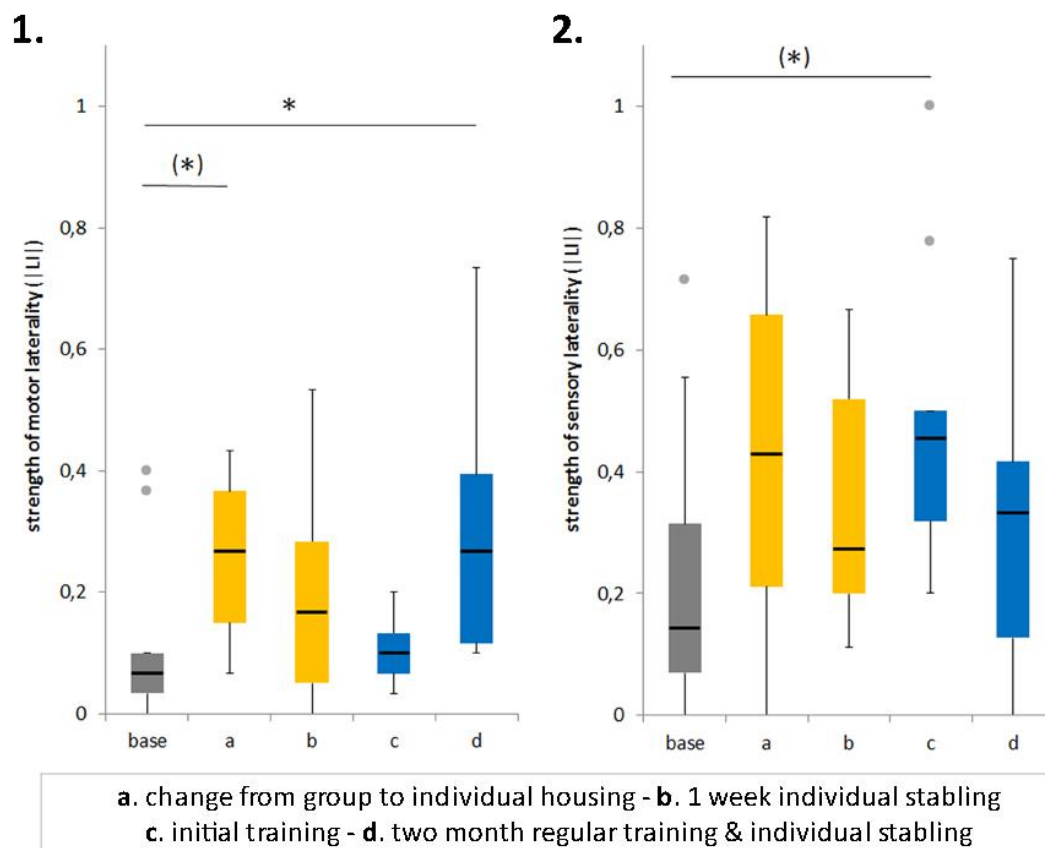 1.
strength of motor laterality (|LI|)
1
0,8
0,6
0,4
0,2
0
*
(*)
base a b c d
2.
strength of sensory laterality (|LI|)
1
0,8
0,6
0,4
0,2
0
(*)
base a b c d
a. change from group to individual housing - b. 1 week individual stabling
c. initial training - d. two month regular training & individual stabling